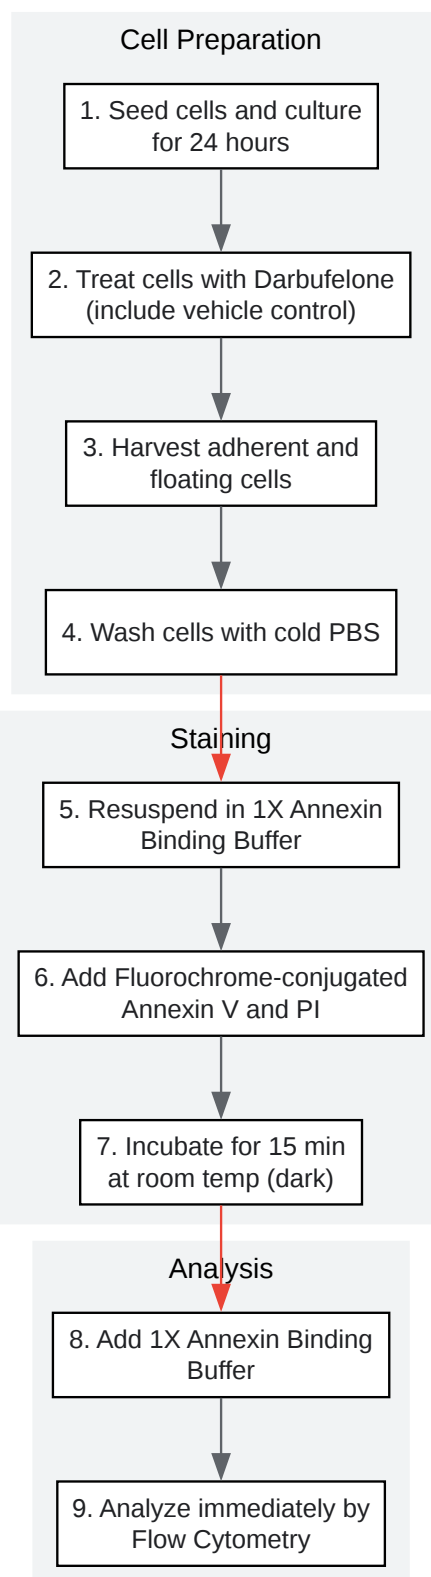 Cell Preparation
1. Seed cells and culture
for 24 hours
2. Treat cells with Darbufelone
(include vehicle control)
3. Harvest adherent and
floating cells
4. Wash cells with cold PBS
Staining
5. Resuspend in 1X Annexin
Binding Buffer
6. Add Fluorochrome-conjugated
Annexin V and PI
7. Incubate for 15 min
at room temp (dark)
Analysis
8. Add 1X Annexin Binding
Buffer
9. Analyze immediately by
Flow Cytometry